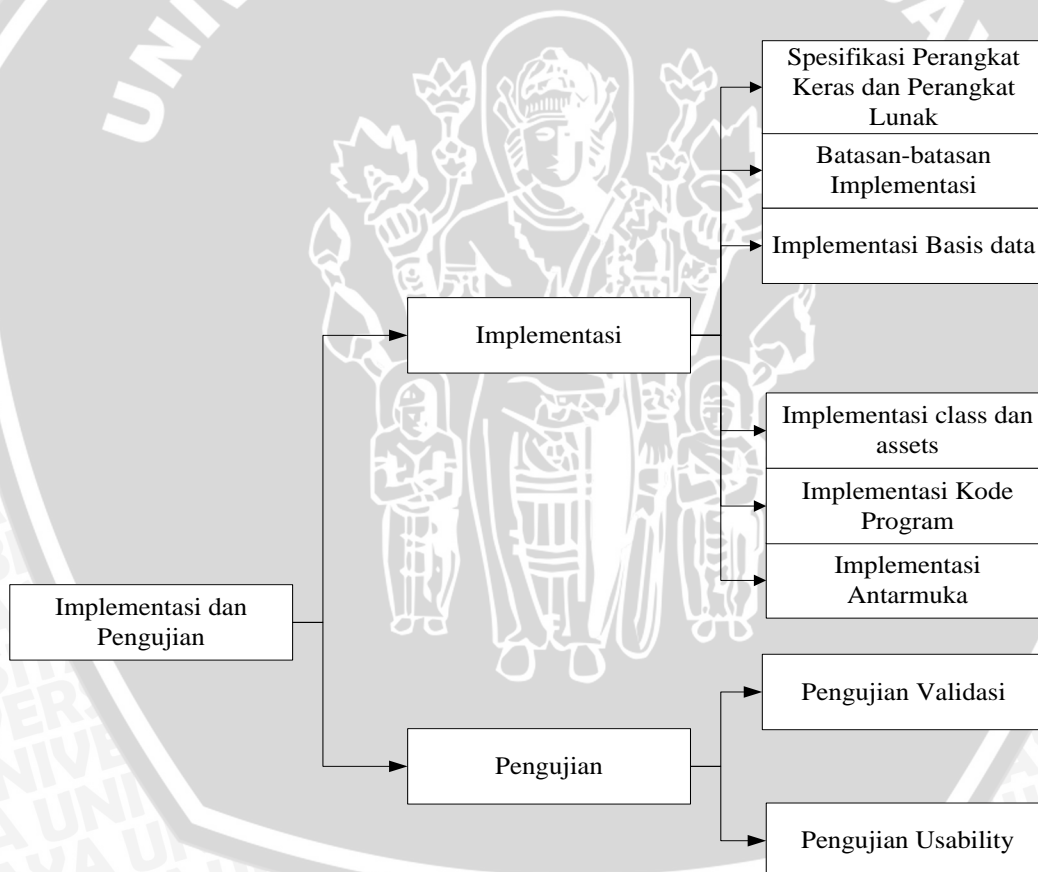 Spesifikasi Perangkat
Keras dan Perangkat
Lunak
Batasan-batasan
Implementasi
Implementasi Basis data
Implementasi
Implementasi class dan
assets
Implementasi Kode
Program
Implementasi
Antarmuka
Implementasi dan
Pengujian
Pengujian Validasi
Pengujian
Pengujian Usability